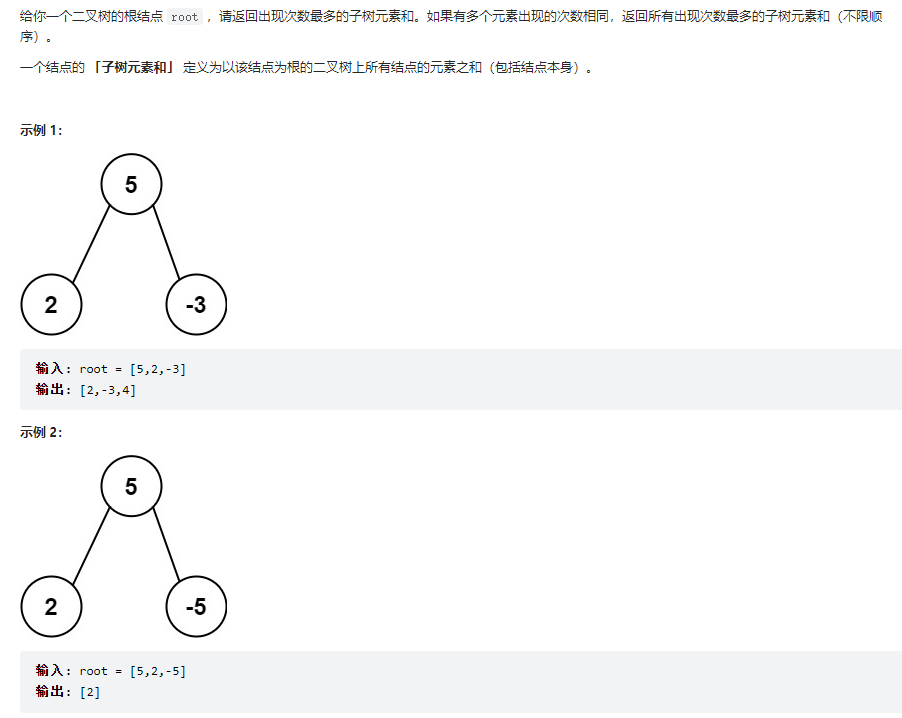 给你一个二叉树的根结点 root ，请返回出现次数最多的子树元素和。如果有多个元素出现的次数相同，返回所有出现次数最多的子树元素和（不限顺
序）。
一个结点的 「子树元素和」 定义为以该结点为根的二叉树上所有结点的元素之和（包括结点本身）。
示例 1：
5
2 -3
输入: root = [5,2,-3]
输出: [2,-3,4]
示例 2：
5
2 -5
输入: root = [5,2,-5]
输出: [2]